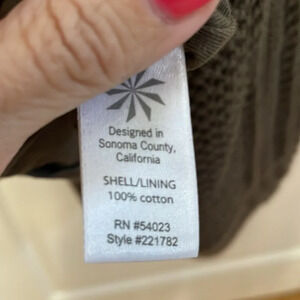 Designed in
Sonoma County,
California
SHELL/LINING
100% cotton
RN #54023
Style #221782